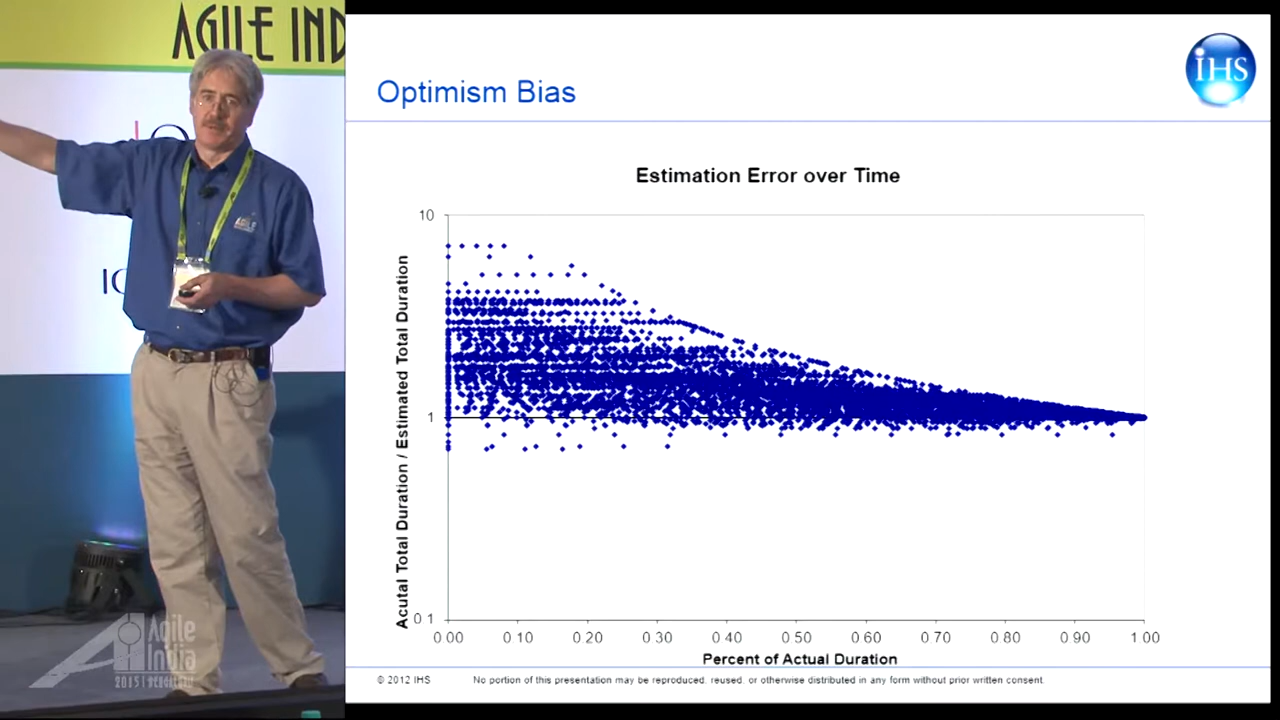 AGILE IND
IHS
Optimism Bias
Estimation Error over Time
Acutal Total Duration / Estimated Total Duration
10
1
0 1
0 00 0 10 0 20 0 30 0 40 0 50 0 60 0 70 0 80 0 90 1 00
Percent of Actual Duration
© 2012 IHS No portion of this presentation may be reproduced, reused, or otherwise distributed in any form without prior written consent.
Agile
India
2015 | BENGALURU